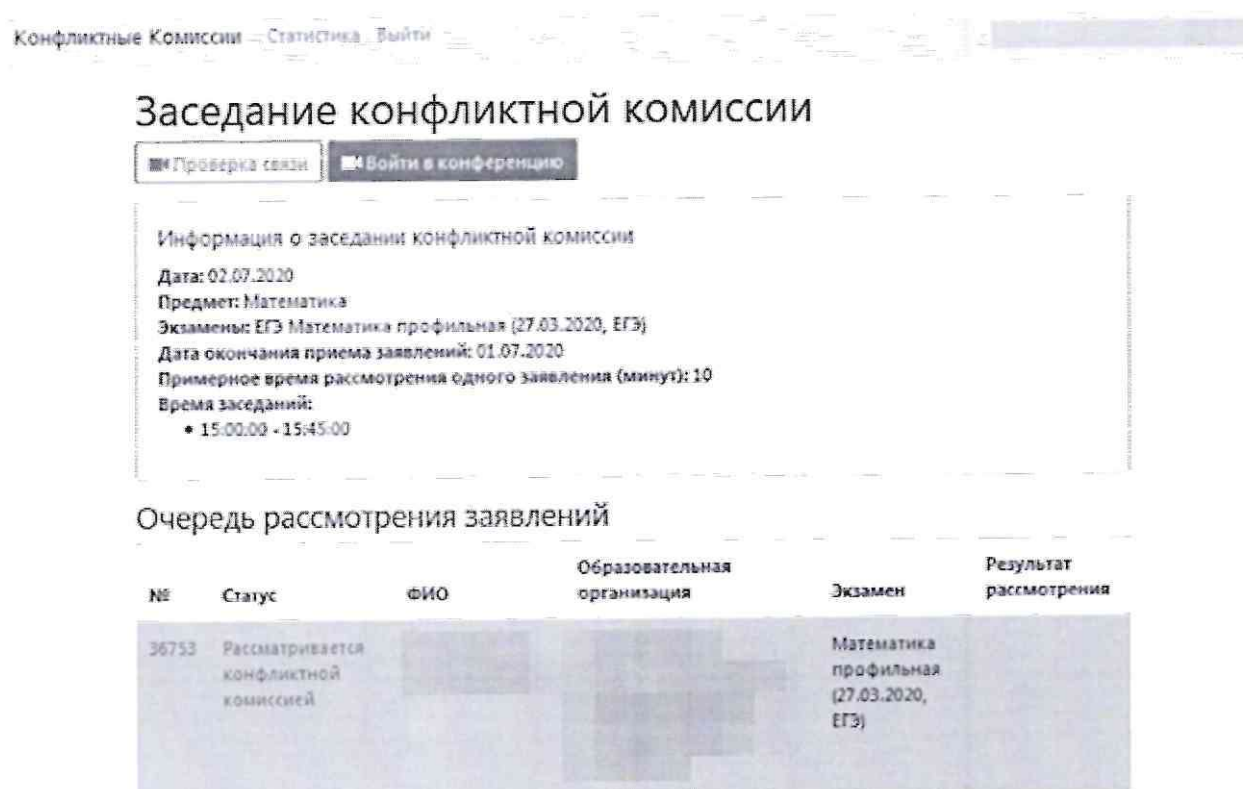 Конфликтные Комиссии Статистика Выйти
Заседание конфликтной комиссии
Проверка связи Войти в конференцию
Информация о заседании конфликтной комиссии
Дата: 02.07.2020
Предмет: Математика
Экзамены: ЕГЭ Математика профильная (27.03.2020, ЕГЭ)
Дата окончания приема заявлений: 01.07.2020
Примерное время рассмотрения одного заявления (минут): 10
Время заседаний:
• 15:00:00 - 15:45:00
Очередь рассмотрения заявлений
№ Статус ФИО Образовательная организация Экзамен Результат рассмотрения
36753 Рассматривается конфликтной комиссией Математика профильная (27.03.2020, ЕГЭ)